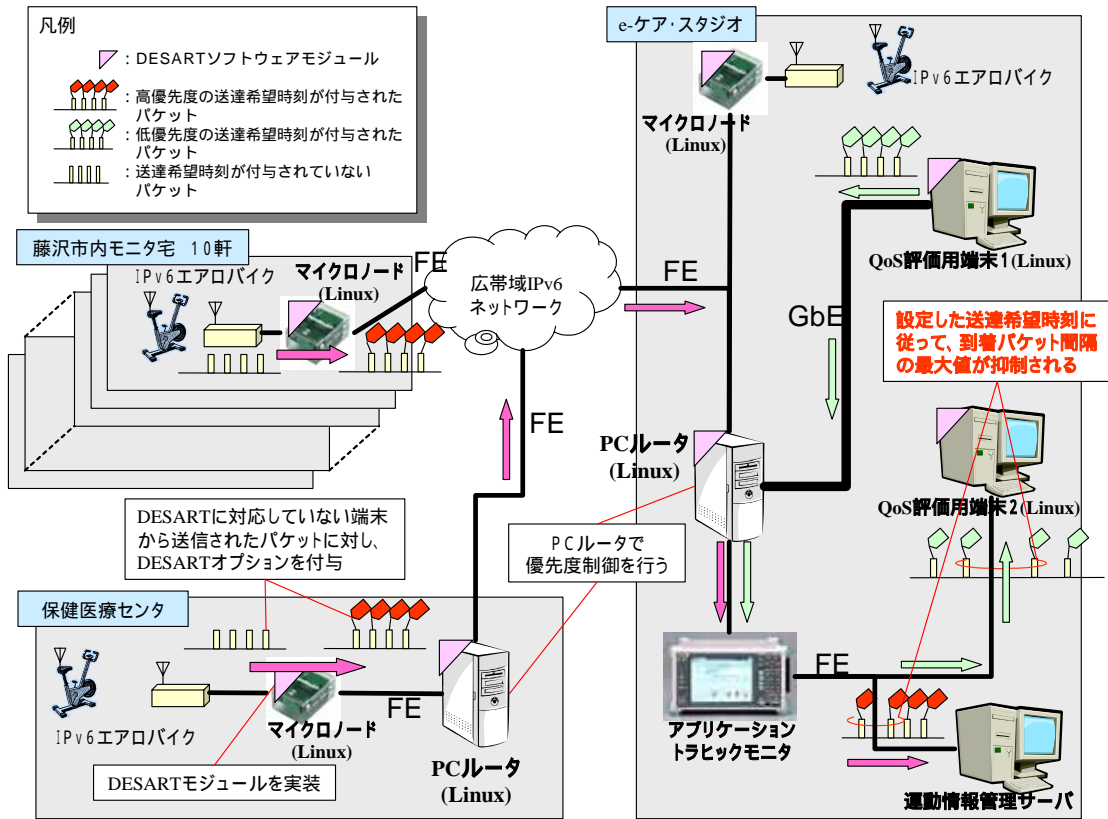 凡例
：DESARTソフトウェアモジュール
：高優先度の送達希望時刻が付与された
パケット
：低優先度の送達希望時刻が付与された
パケット
：送達希望時刻が付与されていない
パケット
藤沢市内モニタ宅 10軒
IPv6エアロバイク
マイクロノード
(Linux)
FE
広帯域IPv6
ネットワーク
FE
FE
DESARTに対応していない端末
から送信されたパケットに対し、
DESARTオプションを付与
保健医療センタ
IPv6エアロバイク
マイクロノード
(Linux)
FE
PCルータ
(Linux)
DESARTモジュールを実装
PCルータで
優先度制御を行う
e-ケア・スタジオ
マイクロノード
(Linux)
IPv6エアロバイク
QoS評価用端末1(Linux)
GbE
設定した送達希望時刻に
従って、到着パケット間隔
の最大値が抑制される
PCルータ
(Linux)
QoS評価用端末2(Linux)
アプリケーション
トラヒックモニタ
FE
運動情報管理サーバ